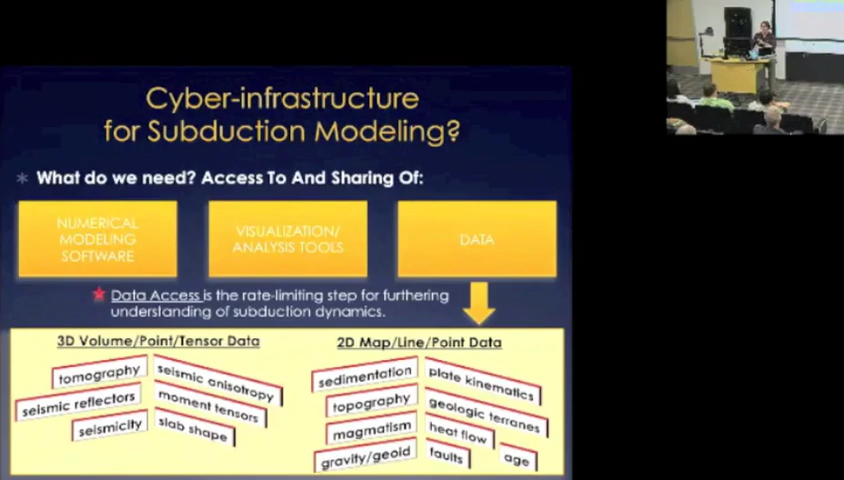 Cyber-infrastructure
for Subduction Modeling?
What do we need? Access To And Sharing Of:
NUMERICAL
MODELING
SOFTWARE
VISUALIZATION/
ANALYSIS TOOLS
DATA
Data Access is the rate-limiting step for furthering
understanding of subduction dynamics.
3D Volume/Point/Tensor Data
tomography
seismic anisotropy
seismic reflectors
moment tensors
seismicity
slab shape
2D Map/Line/Point Data
sedimentation
plate kinematics
topography
geologic terranes
magmatism
heat flow
gravity/geoid
faults
age